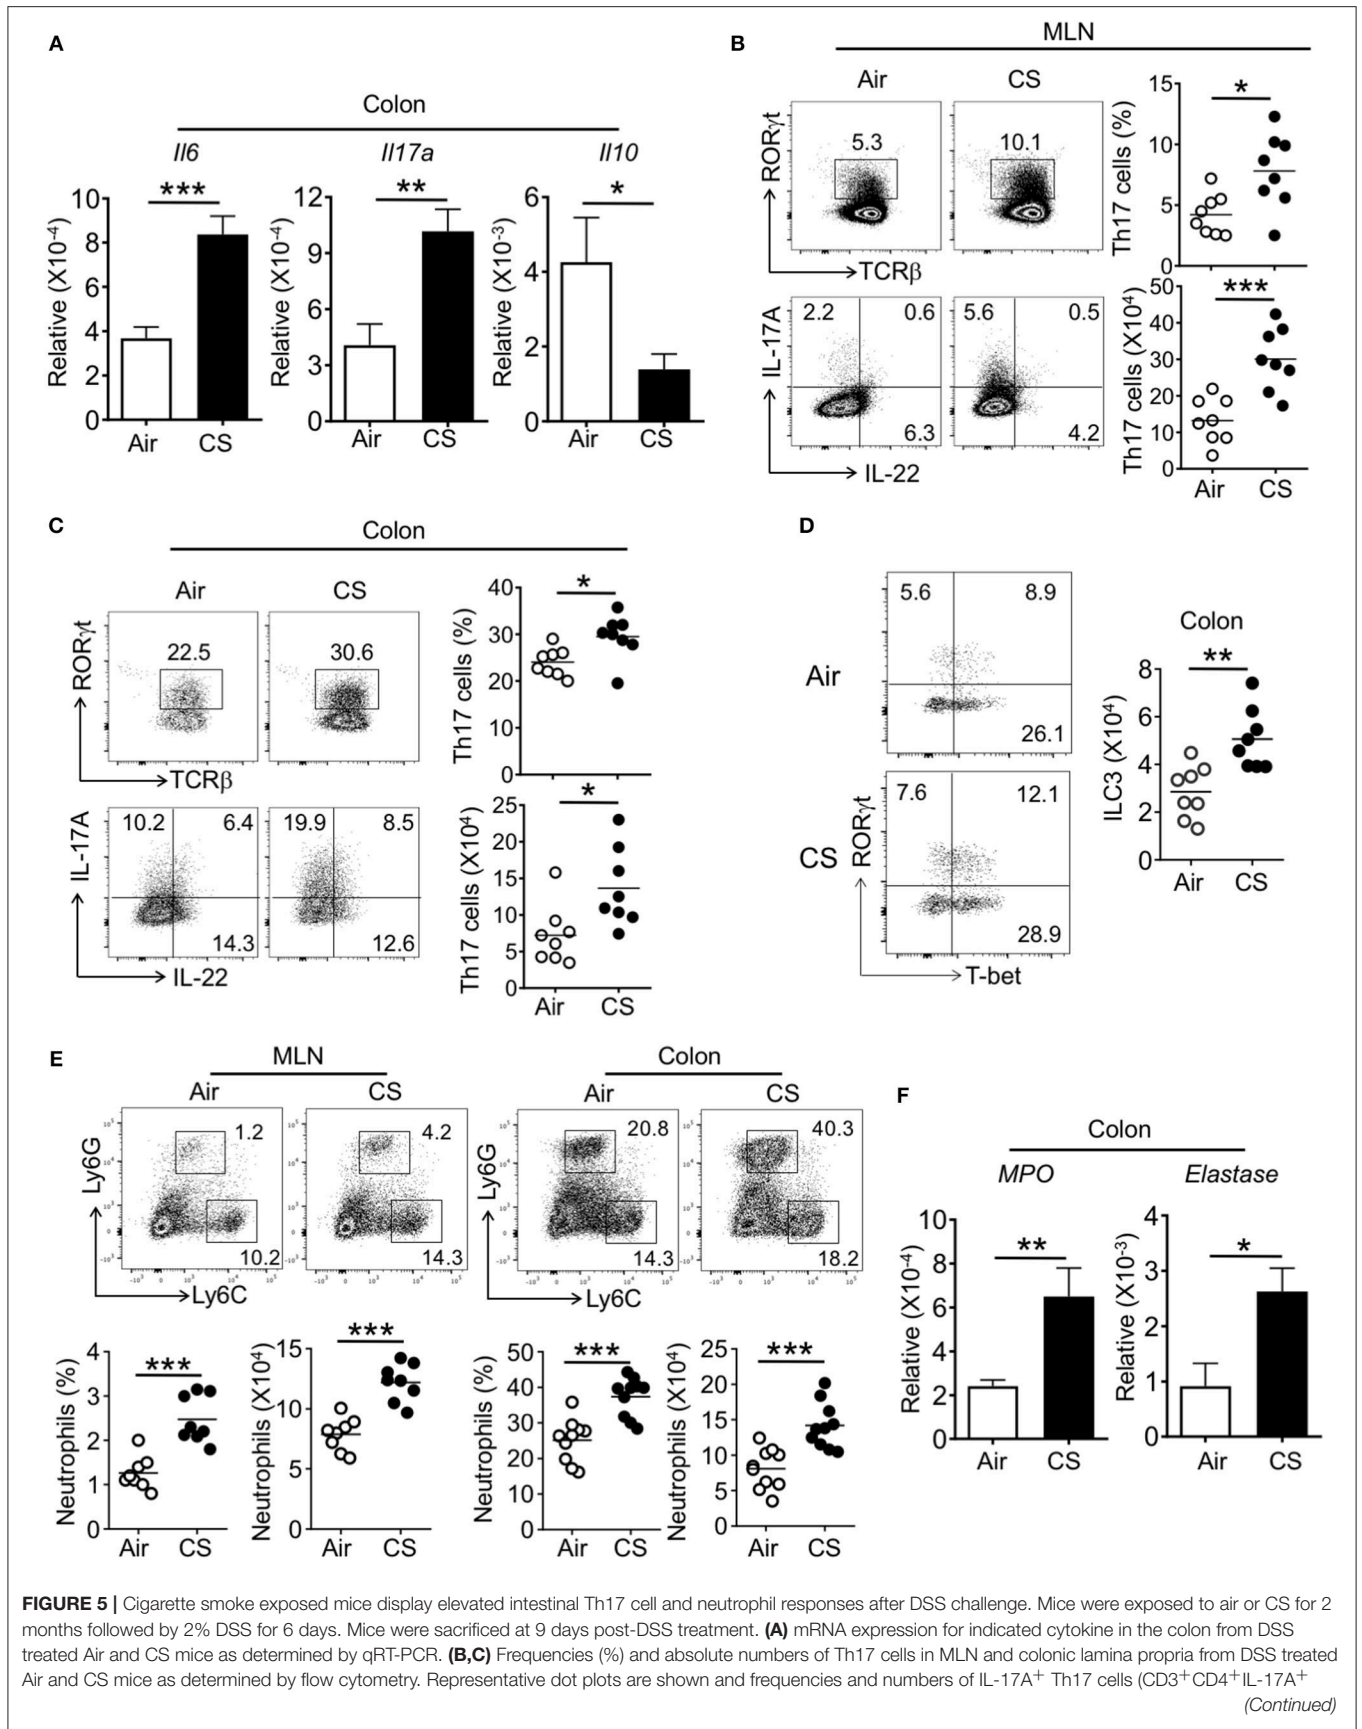 A
Colon
Il6
Il17a
Il10
***
**
*
Relative (X10⁻⁴)
10
8
6
4
2
0
Air
CS
Relative (X10⁻⁴)
12
9
6
3
0
Air
CS
Relative (X10⁻³)
6
4
2
0
Air
CS
B
MLN
Air
CS
RORγt
5.3
10.1
TCRβ
Th17 cells (%)
15
10
5
0
*
IL-17A
2.2
0.6
6.3
5.6
0.5
4.2
IL-22
Th17 cells (X10⁴)
50
40
30
20
10
0
***
Air
CS
C
Colon
Air
CS
RORγt
22.5
30.6
TCRβ
Th17 cells (%)
40
30
20
10
0
*
IL-17A
10.2
6.4
14.3
19.9
8.5
12.6
IL-22
Th17 cells (X10⁴)
25
20
15
10
5
0
*
Air
CS
D
Air
5.6
8.9
26.1
CS
RORγt
7.6
12.1
28.9
T-bet
Colon
**
ILC3 (X10⁴)
8
6
4
2
0
Air
CS
E
MLN
Colon
Air
CS
Air
CS
Ly6G
1.2
10.2
4.2
14.3
Ly6C
Ly6G
20.8
14.3
40.3
18.2
Ly6C
Neutrophils (%)
4
3
2
1
0
***
Air
CS
Neutrophils (X10⁴)
15
10
5
0
***
Air
CS
Neutrophils (%)
50
40
30
20
10
0
***
Air
CS
Neutrophils (X10⁴)
25
20
15
10
5
0
***
Air
CS
F
Colon
MPO
Elastase
Relative (X10⁻⁴)
10
8
6
4
2
0
**
Air
CS
Relative (X10⁻³)
4
3
2
1
0
*
Air
CS
FIGURE 5 | Cigarette smoke exposed mice display elevated intestinal Th17 cell and neutrophil responses after DSS challenge. Mice were exposed to air or CS for 2
months followed by 2% DSS for 6 days. Mice were sacrificed at 9 days post-DSS treatment. (A) mRNA expression for indicated cytokine in the colon from DSS
treated Air and CS mice as determined by qRT-PCR. (B,C) Frequencies (%) and absolute numbers of Th17 cells in MLN and colonic lamina propria from DSS treated
Air and CS mice as determined by flow cytometry. Representative dot plots are shown and frequencies and numbers of IL-17A⁺ Th17 cells (CD3⁺CD4⁺IL-17A⁺
(Continued)